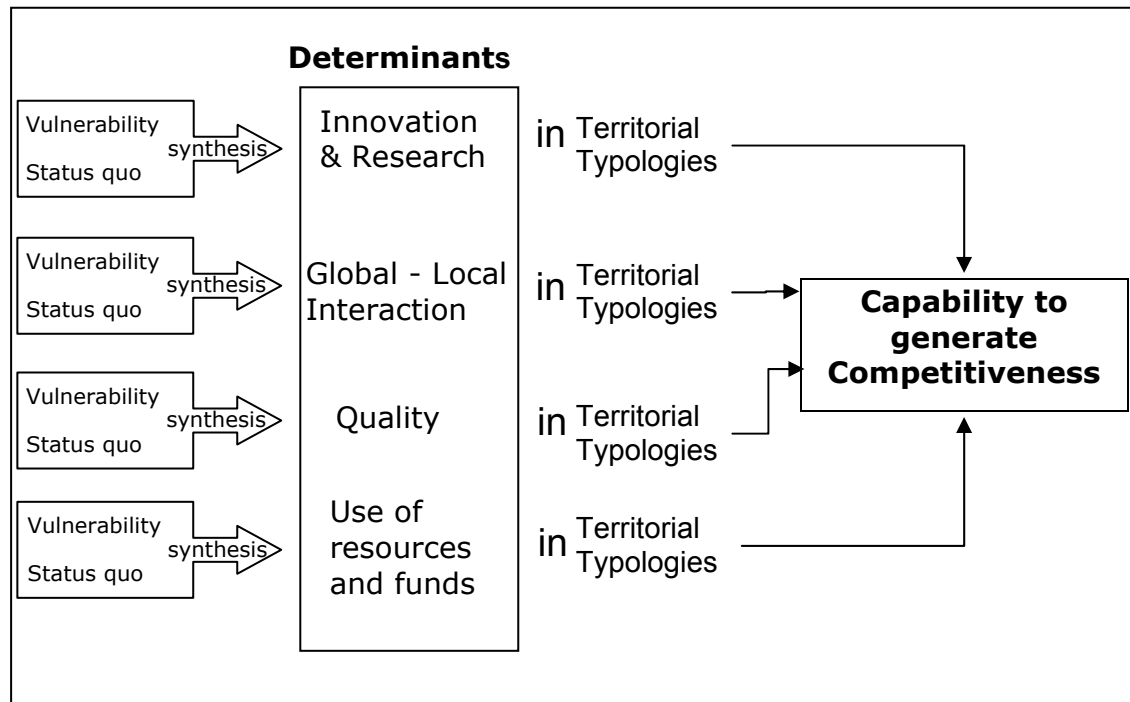 Determinants
Vulnerability
Status quo
synthesis
Innovation
& Research
in
Territorial
Typologies
Vulnerability
Status quo
synthesis
Global - Local
Interaction
in
Territorial
Typologies
Capability to
generate
Competitiveness
Vulnerability
Status quo
synthesis
Quality
in
Territorial
Typologies
Vulnerability
Status quo
synthesis
Use of
resources
and funds
in
Territorial
Typologies